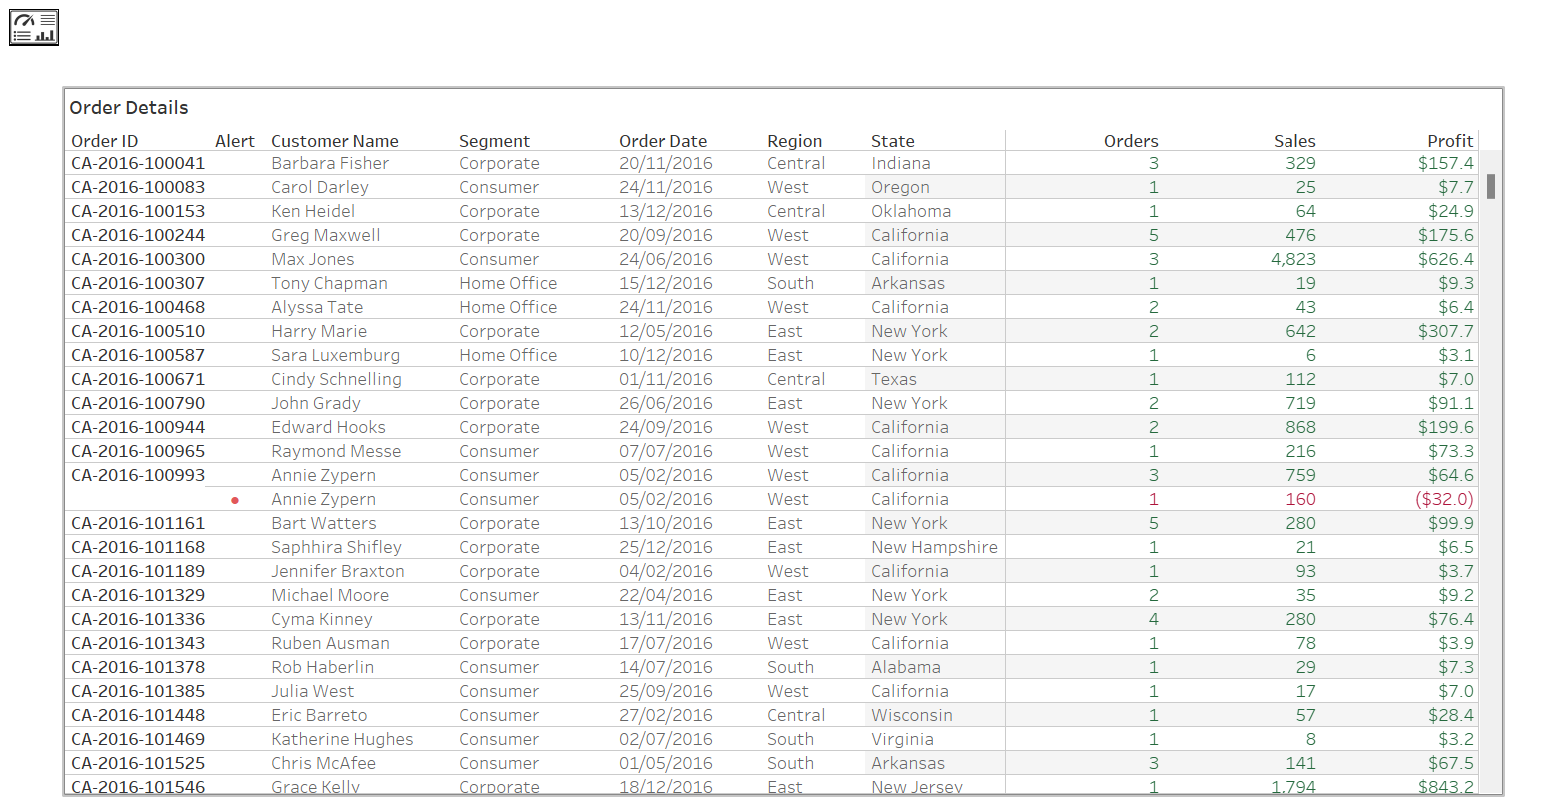 Order Details
Order ID Alert Customer Name Segment Order Date Region State Orders Sales Profit
CA-2016-100041 Barbara Fisher Corporate 20/11/2016 Central Indiana 3 329 $157.4
CA-2016-100083 Carol Darley Consumer 24/11/2016 West Oregon 1 25 $7.7
CA-2016-100153 Ken Heidel Corporate 13/12/2016 Central Oklahoma 1 64 $24.9
CA-2016-100244 Greg Maxwell Corporate 20/09/2016 West California 5 476 $175.6
CA-2016-100300 Max Jones Consumer 24/06/2016 West California 3 4,823 $626.4
CA-2016-100307 Tony Chapman Home Office 15/12/2016 South Arkansas 1 19 $9.3
CA-2016-100468 Alyssa Tate Home Office 24/11/2016 West California 2 43 $6.4
CA-2016-100510 Harry Marie Corporate 12/05/2016 East New York 2 642 $307.7
CA-2016-100587 Sara Luxemburg Home Office 10/12/2016 East New York 1 6 $3.1
CA-2016-100671 Cindy Schnelling Corporate 01/11/2016 Central Texas 1 112 $7.0
CA-2016-100790 John Grady Corporate 26/06/2016 East New York 2 719 $91.1
CA-2016-100944 Edward Hooks Corporate 24/09/2016 West California 2 868 $199.6
CA-2016-100965 Raymond Messe Consumer 07/07/2016 West California 1 216 $73.3
CA-2016-100993 Annie Zypern Consumer 05/02/2016 West California 3 759 $64.6
Annie Zypern Consumer 05/02/2016 West California 1 160 ($32.0)
CA-2016-101161 Bart Watters Corporate 13/10/2016 East New York 5 280 $99.9
CA-2016-101168 Saphhira Shifley Corporate 25/12/2016 East New Hampshire 1 21 $6.5
CA-2016-101189 Jennifer Braxton Corporate 04/02/2016 West California 1 93 $3.7
CA-2016-101329 Michael Moore Consumer 22/04/2016 East New York 2 35 $9.2
CA-2016-101336 Cyma Kinney Corporate 13/11/2016 East New York 4 280 $76.4
CA-2016-101343 Ruben Ausman Corporate 17/07/2016 West California 1 78 $3.9
CA-2016-101378 Rob Haberlin Consumer 14/07/2016 South Alabama 1 29 $7.3
CA-2016-101385 Julia West Consumer 25/09/2016 West California 1 17 $7.0
CA-2016-101448 Eric Barreto Consumer 27/02/2016 Central Wisconsin 1 57 $28.4
CA-2016-101469 Katherine Hughes Consumer 02/07/2016 South Virginia 1 8 $3.2
CA-2016-101525 Chris McAfee Consumer 01/05/2016 South Arkansas 3 141 $67.5
CA-2016-101546 Grace Kelly Corporate 18/12/2016 East New Jersey 1 1,794 $843.2